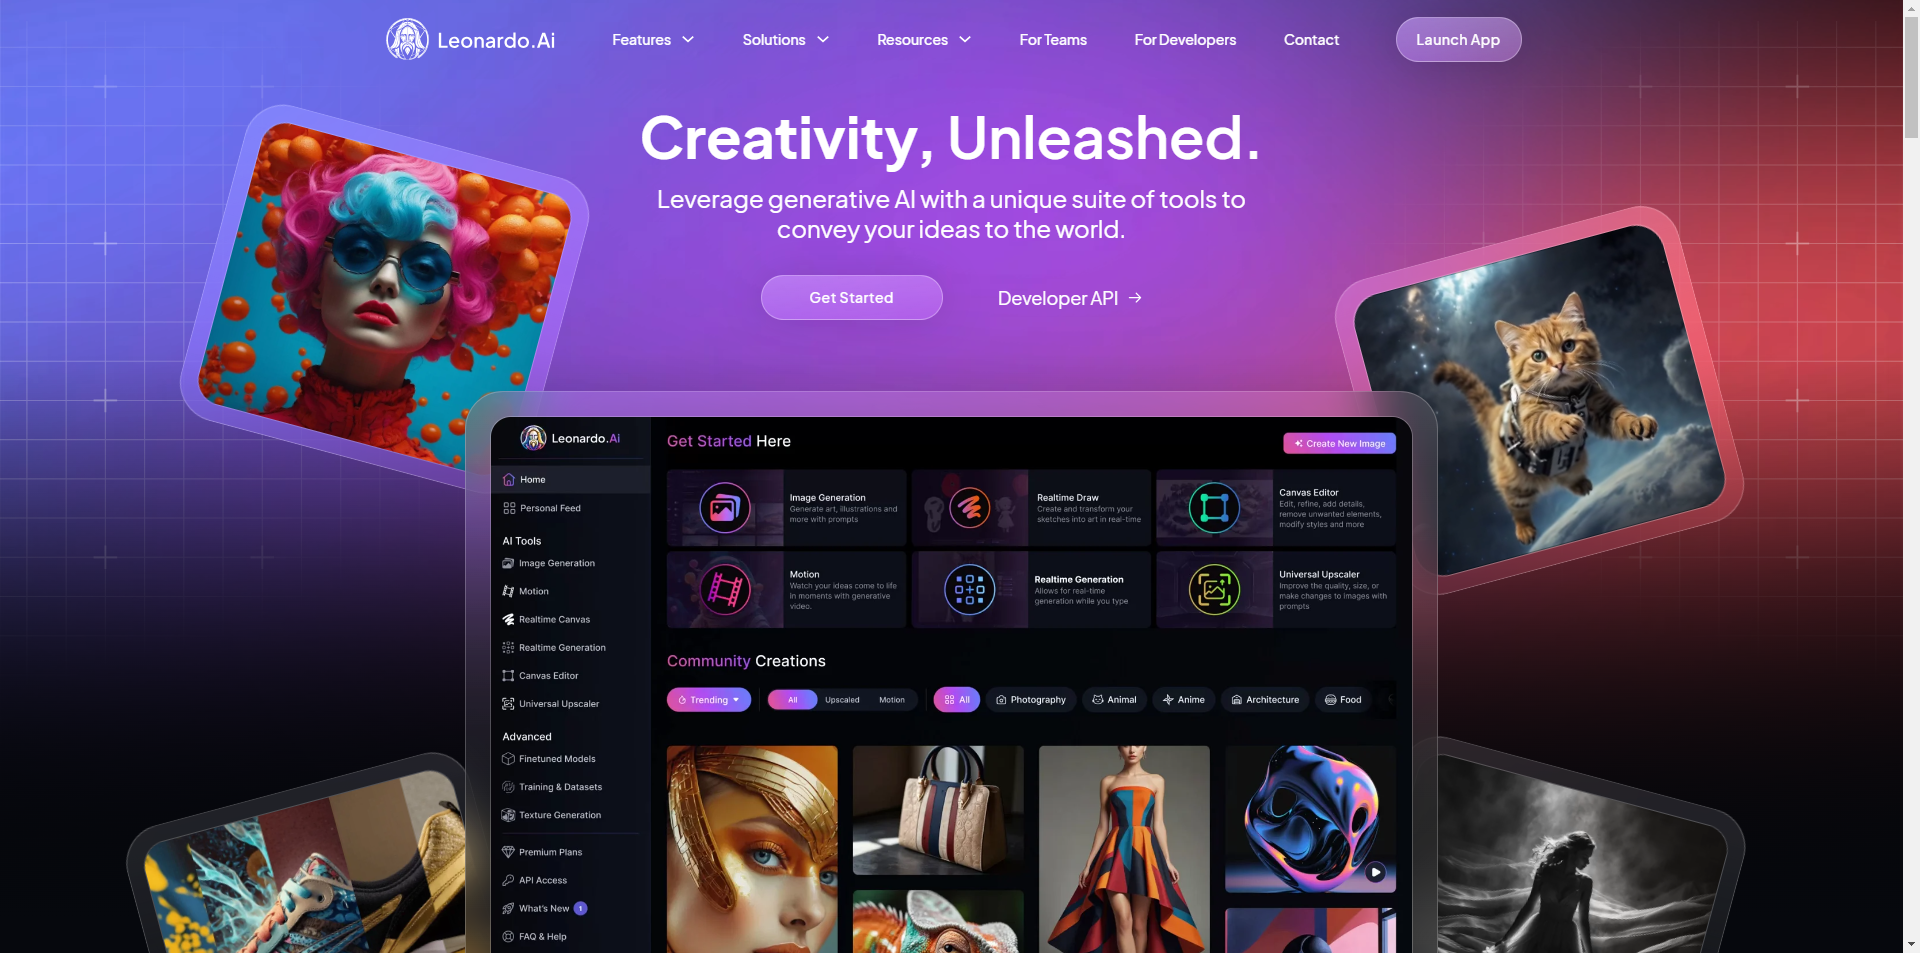 Leonardo.Ai
Features
Solutions
Resources
For Teams
For Developers
Contact
Launch App
Creativity, Unleashed.
Leverage generative AI with a unique suite of tools to
convey your ideas to the world.
Get Started
Developer API →
Leonardo.Ai
Home
Personal Feed
AI Tools
Image Generation
Motion
Realtime Canvas
Realtime Generation
Canvas Editor
Universal Upscaler
Advanced
Finetuned Models
Training & Datasets
Texture Generation
Premium Plans
API Access
What's New 1
FAQ & Help
Get Started Here
Create New Image
Image Generation
Generate art, illustrations and
more with prompts
Realtime Draw
Create and transform your
sketches into art in real-time
Canvas Editor
Edit, refine, add details,
remove unwanted elements,
modify styles and more
Motion
Watch your ideas come to life
in moments with generative
video.
Realtime Generation
Allows for real-time
generation while you type
Universal Upscaler
Improve the quality, size, or
make changes to images with
prompts
Community Creations
Trending
All
Upscaled
Motion
All
Photography
Animal
Anime
Architecture
Food